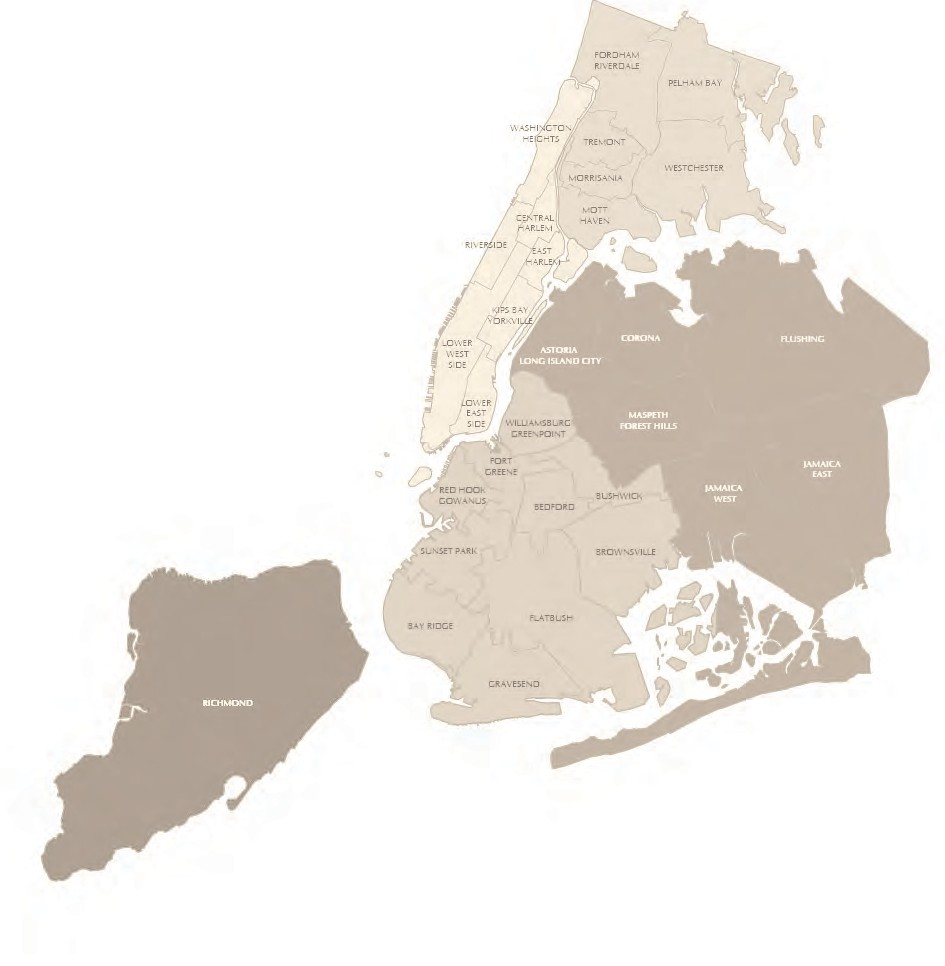 FORDHAM
RIVERDALE
PELHAM BAY
WASHINGTON
HEIGHTS
TREMONT
WESTCHESTER
MORRISANIA
MOTT
HAVEN
CENTRAL
HARLEM
RIVERSIDE
EAST
HARLEM
KIPS BAY
YORKVILLE
LOWER
WEST
SIDE
LOWER
EAST
SIDE
ASTORIA
LONG ISLAND CITY
CORONA
FLUSHING
MASPETH
FOREST HILLS
JAMAICA
WEST
JAMAICA
EAST
WILLIAMSBURG
GREENPOINT
FORT
GREENE
RED HOOK
GOWANUS
BEDFORD
BUSHWICK
SUNSET PARK
BROWNSVILLE
BAY RIDGE
FLATBUSH
GRAVESEND
RICHMOND